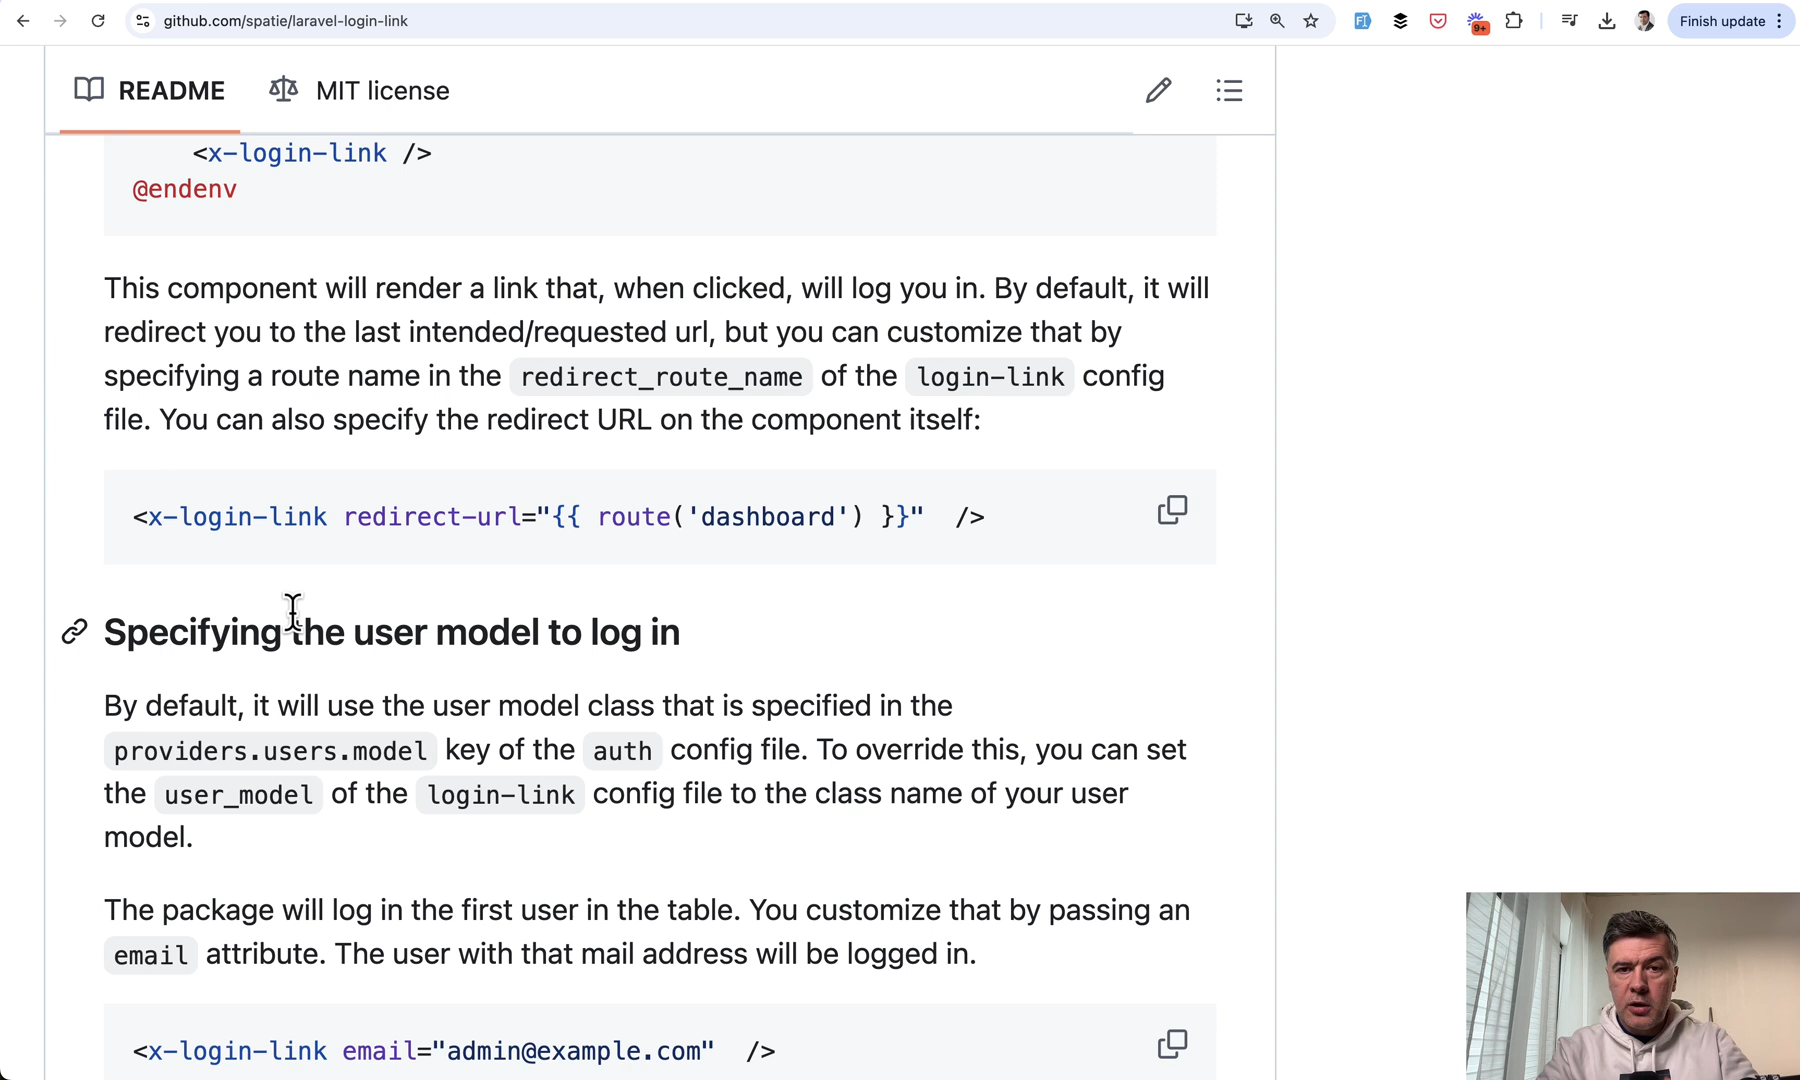 github.com/spatie/laravel-login-link
9+
Finish update
README
MIT license
<x-login-link />
@endenv
This component will render a link that, when clicked, will log you in. By default, it will
redirect you to the last intended/requested url, but you can customize that by
specifying a route name in the redirect_route_name of the login-link config
file. You can also specify the redirect URL on the component itself:
<x-login-link redirect-url="{{ route('dashboard') }}"  />
Specifying the user model to log in
By default, it will use the user model class that is specified in the
providers.users.model key of the auth config file. To override this, you can set
the user_model of the login-link config file to the class name of your user
model.
The package will log in the first user in the table. You customize that by passing an
email attribute. The user with that mail address will be logged in.
<x-login-link email="admin@example.com"  />